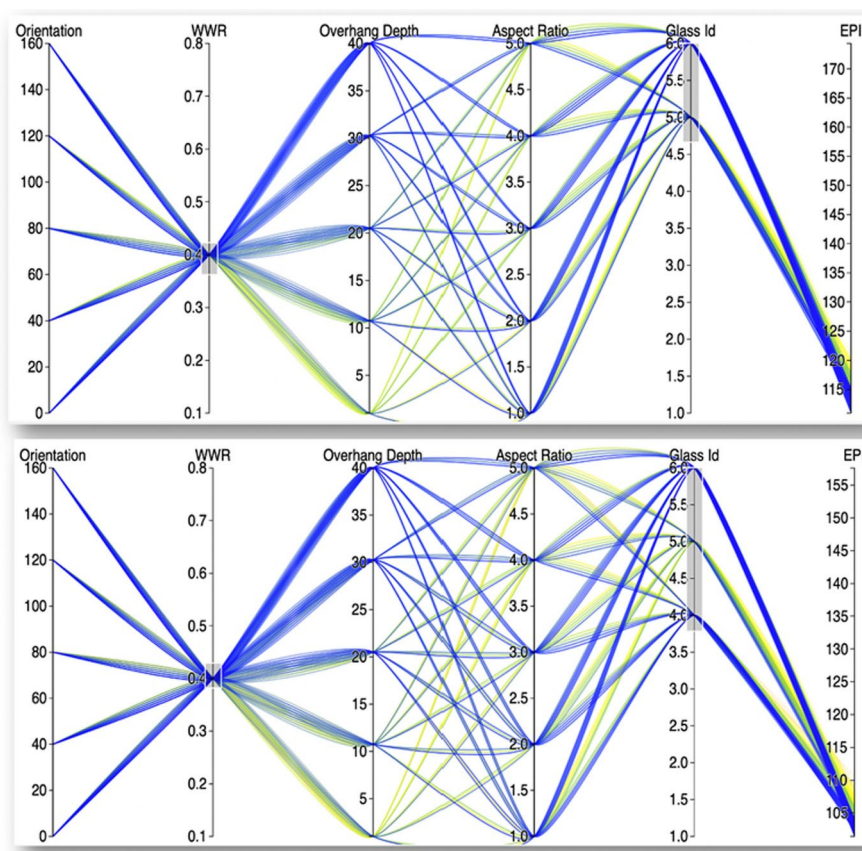 Orientation WWR Overhang Depth Aspect Ratio Glass Id EPI
160 0.8 40 5.0 6.0
170
140 0.7 35 4.5 5.5
165
160
120 0.6 30 4.0 5.0
155
150
100 25 3.5 4.5
145
80 0.5 20 3.0 4.0
140
135
60 0.4 15 2.5 3.5
130
40 0.3 10 2.0 3.0
125
2.5
120
20 0.2 5 1.5 2.0
115
1.5
0 0.1 1.0 1.0
Orientation WWR Overhang Depth Aspect Ratio Glass Id EP
160 0.8 40 5.0 6.0
155
140 0.7 35 4.5 5.5
150
120 0.6 30 4.0 5.0
145
140
100 25 3.5 4.5
135
80 0.5 20 3.0 4.0
130
125
60 0.4 15 2.5 3.5
120
40 0.3 10 2.0 3.0
115
2.5
110
20 0.2 5 1.5 2.0
105
1.5
0 0.1 1.0 1.0